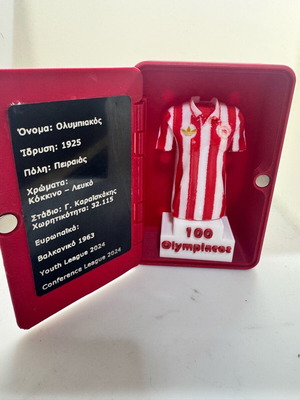 Όνομα: Ολυμπιακός
Ίδρυση: 1925
Πόλη: Πειραιάς
Χρώματα:
Κόκκινο - Λευκό
Στάδιο: Γ. Καραϊσκάκης
Χωρητικότητα: 32.115
Ευρωπαϊκά:
Βαλκανικό 1963
Youth League 2024
Conference League 2024
100
Olympiacos